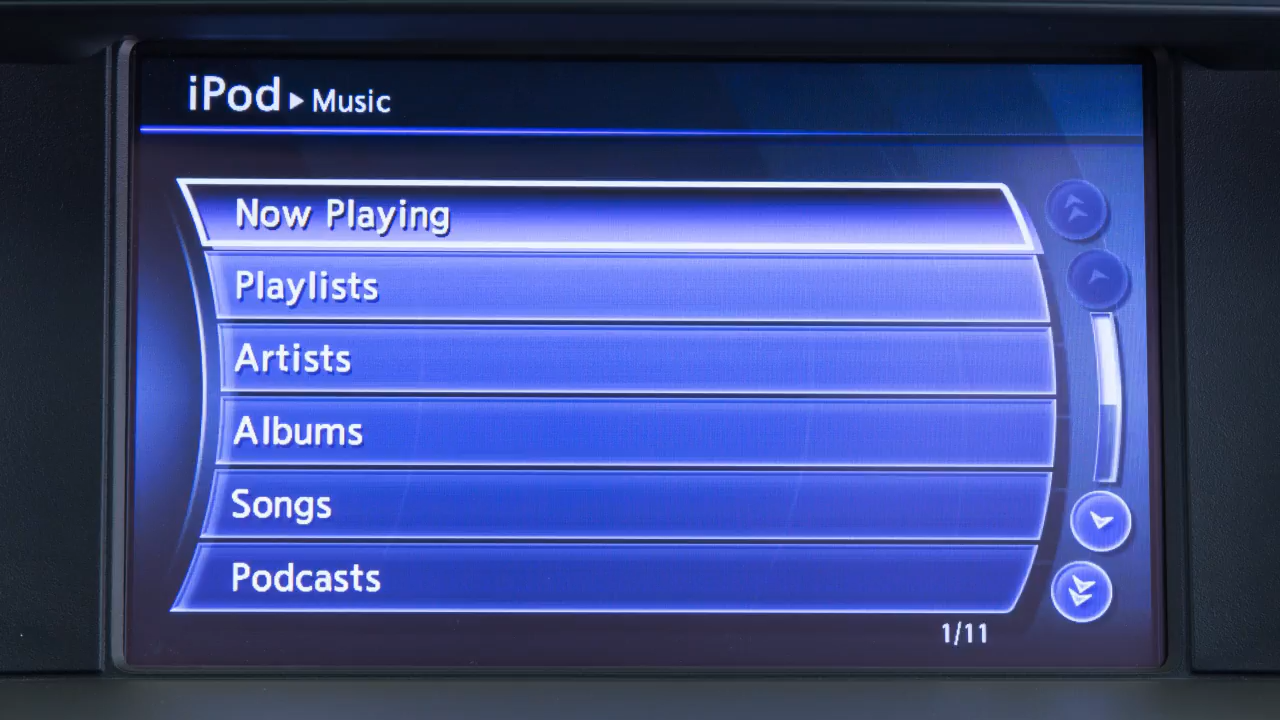 iPod ▸ Music
Now Playing
Playlists
Artists
Albums
Songs
Podcasts
1/11